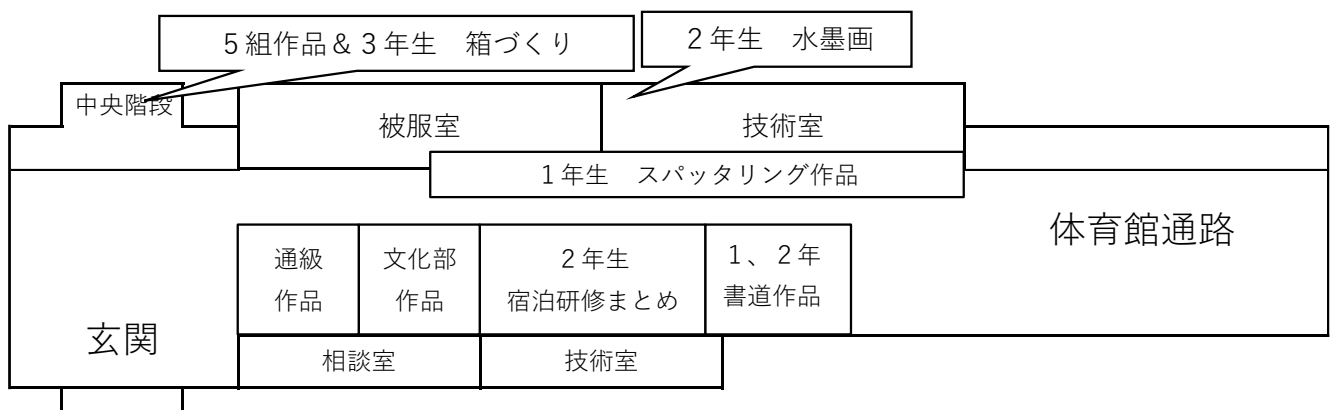 ５組作品＆３年生　箱づくり
２年生　水墨画
中央階段
被服室
技術室
１年生　スパッタリング作品
体育館通路
通級
作品
文化部
作品
２年生
宿泊研修まとめ
１、２年
書道作品
玄関
相談室
技術室